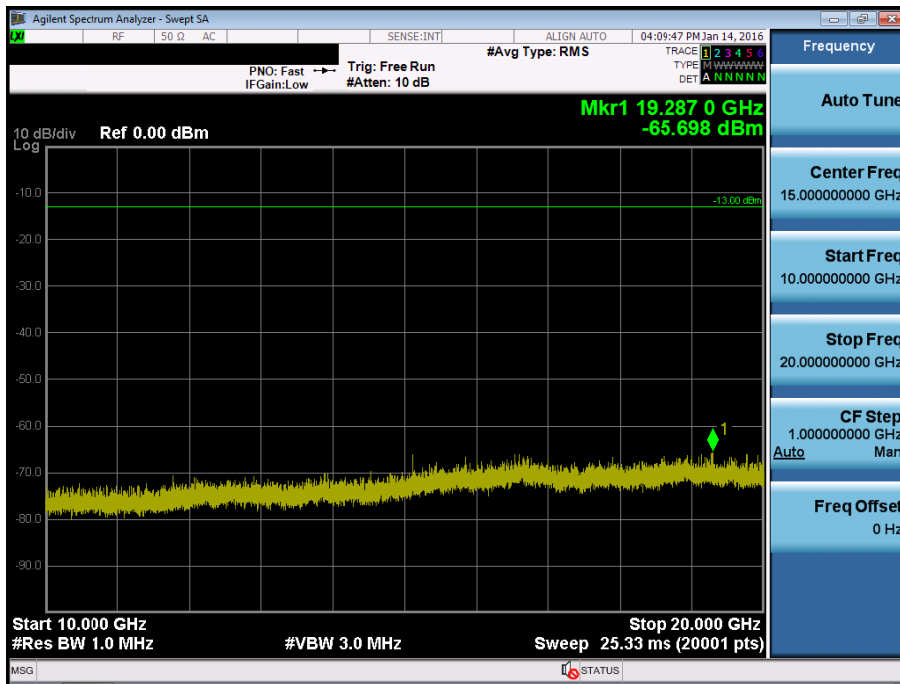 Agilent Spectrum Analyzer - Swept SA
LXI RF 50 Ω AC SENSE:INT ALIGN AUTO 04:09:47 PM Jan 14, 2016
#Avg Type: RMS
TRACE 1 2 3 4 5 6
PNO: Fast Trig: Free Run TYPE M WWWWW
IFGain:Low #Atten: 10 dB DET A N N N N N
Mkr1 19.287 0 GHz
-65.698 dBm
10 dB/div Ref 0.00 dBm
Log
-10.0
-13.00 dBm
-20.0
-30.0
-40.0
-50.0
-60.0
1
-70.0
-80.0
-90.0
Start 10.000 GHz Stop 20.000 GHz
#Res BW 1.0 MHz #VBW 3.0 MHz Sweep 25.33 ms (20001 pts)
MSG STATUS
Frequency
Auto Tune
Center Freq
15.000000000 GHz
Start Freq
10.000000000 GHz
Stop Freq
20.000000000 GHz
CF Step
1.000000000 GHz
Auto Man
Freq Offset
0 Hz